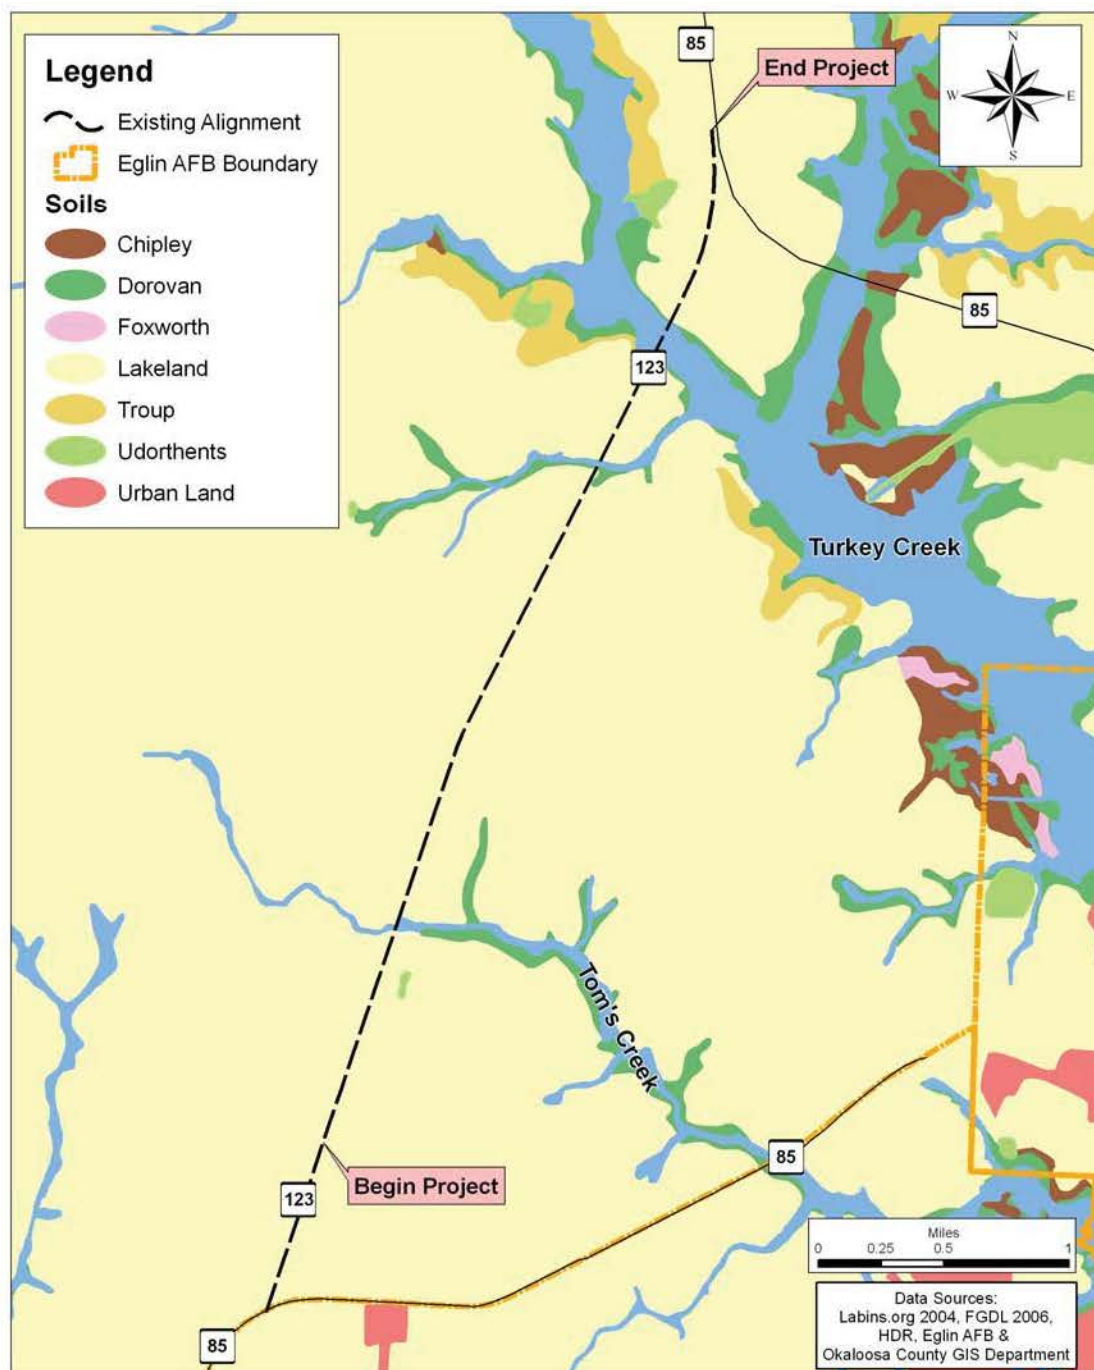 Legend
Existing Alignment
Eglin AFB Boundary
Soils
Chipley
Dorovan
Foxworth
Lakeland
Troup
Udorthents
Urban Land
85
End Project
N
W
E
S
85
123
Turkey Creek
Tom's Creek
85
Begin Project
123
85
Miles
0 0.25 0.5 1
Data Sources:
Labins.org 2004, FGDL 2006,
HDR, Eglin AFB &
Okaloosa County GIS Department